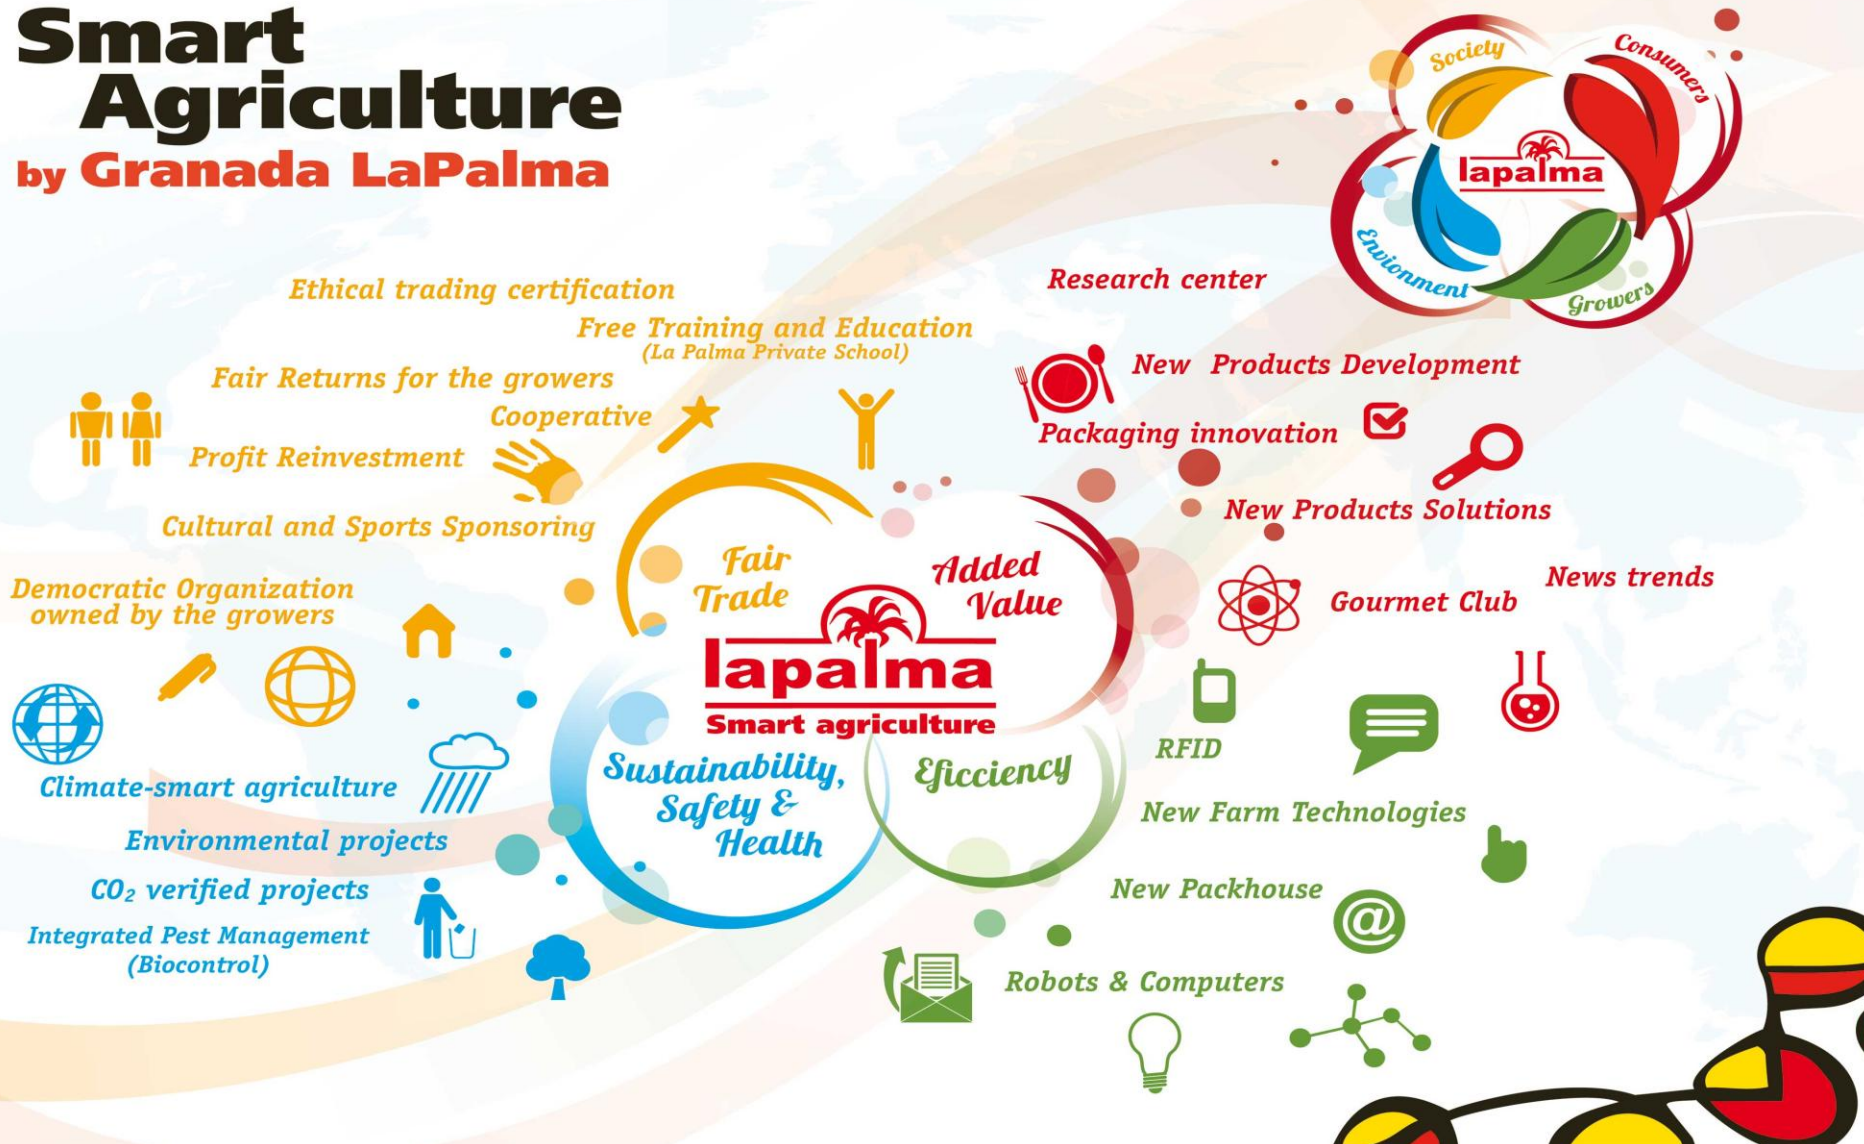 Smart
Agriculture
by Granada LaPalma
Society
Consumers
lapalma
Envionment
Growers
Ethical trading certification
Free Training and Education
(La Palma Private School)
Fair Returns for the growers
Cooperative
Profit Reinvestment
Cultural and Sports Sponsoring
Democratic Organization
owned by the growers
Research center
New Products Development
Packaging innovation
New Products Solutions
News trends
Gourmet Club
Fair
Trade
Added
Value
lapalma
Smart agriculture
Sustainability,
Safety &
Health
Eficciency
Climate-smart agriculture
Environmental projects
CO₂ verified projects
Integrated Pest Management
(Biocontrol)
RFID
New Farm Technologies
New Packhouse
@
Robots & Computers